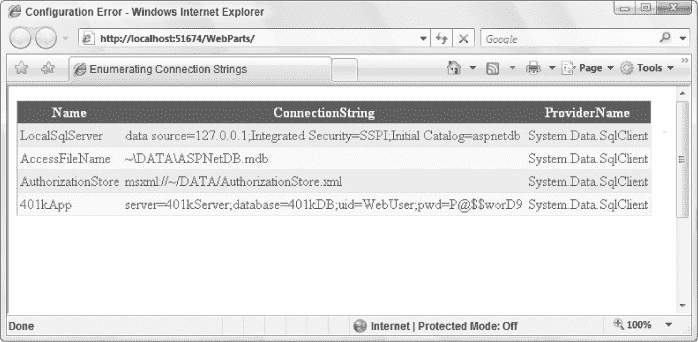 Configuration Error - Windows Internet Explorer
http://localhost:51674/WebParts/
Google
Enumerating Connection Strings
Page
Tools
Name ConnectionString ProviderName
LocalSqlServer data source=127.0.0.1;Integrated Security=SSPI;Initial Catalog=aspnetdb System.Data.SqlClient
AccessFileName ~\DATA\ASPNetDB.mdb System.Data.SqlClient
AuthorizationStore msxml://~/DATA/AuthorizationStore.xml System.Data.SqlClient
401kApp server=401kServer;database=401kDB;uid=WebUser;pwd=P@$$worD9 System.Data.SqlClient
Done Internet | Protected Mode: Off 100%